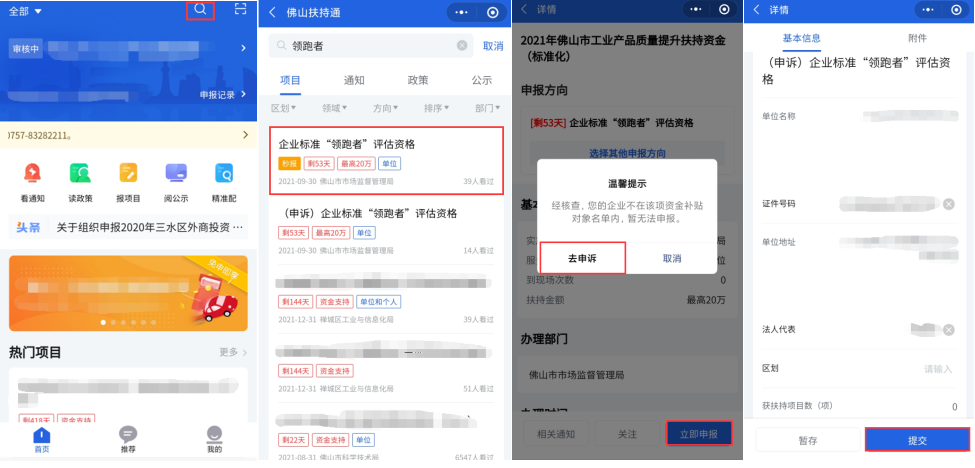 全部
审核中
申报记录
0757-83282211。
看通知
读政策
报项目
阅公示
精准配
头条
关于组织申报2020年三水区外商投资 ···
免申即享
热门项目
更多
剩418天
资金支持
首页
推荐
我的
佛山扶持通
领跑者
取消
项目
通知
政策
公示
区划
领域
方向
排序
部门
企业标准“领跑者”评估资格
秒报
剩53天
最高20万
单位
2021-09-30 佛山市市场监督管理局
39人看过
(申诉) 企业标准“领跑者”评估资格
剩53天
最高20万
单位
2021-09-30 佛山市市场监督管理局
14人看过
剩144天
资金支持
单位和个人
2021-12-31 禅城区工业与信息化局
39人看过
剩144天
资金支持
2021-12-31 禅城区工业与信息化局
51人看过
剩22天
资金支持
单位
2021-08-31 佛山市科学技术局
6547人看过
详情
2021年佛山市工业产品质量提升扶持资金
(标准化)
申报方向
[剩53天] 企业标准“领跑者”评估资格
选择其他申报方向
温馨提示
经核查，您的企业不在该项资金补贴
对象名单内，暂无法申报。
去申诉
取消
基
局
服
位
到现场次数
0
扶持金额
最高20万
办理部门
佛山市市场监督管理局
办理时间
相关通知
关注
立即申报
详情
基本信息
附件
(申诉) 企业标准“领跑者”评估资
格
单位名称
证件号码
单位地址
法人代表
区划
请输入
获扶持项目数（项）
0
暂存
提交